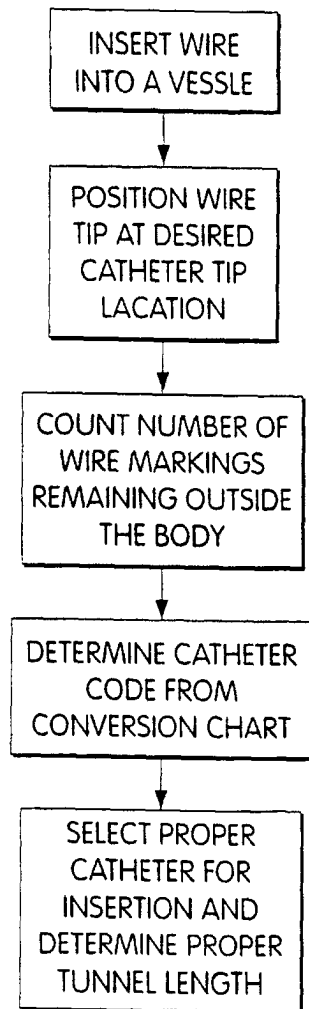 INSERT WIRE
INTO A VESSLE
POSITION WIRE
TIP AT DESIRED
CATHETER TIP
LACATION
COUNT NUMBER OF
WIRE MARKINGS
REMAINING OUTSIDE
THE BODY
DETERMINE CATHETER
CODE FROM
CONVERSION CHART
SELECT PROPER
CATHETER FOR
INSERTION AND
DETERMINE PROPER
TUNNEL LENGTH